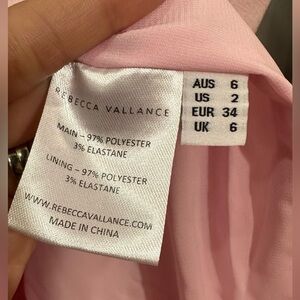 REBECCA VALLANCE
MAIN – 97% POLYESTER
3% ELASTANE
LINING – 97% POLYESTER
3% ELASTANE
WWW.REBECCAVALLANCE.COM
MADE IN CHINA
AUS 6
US 2
EUR 34
UK 6